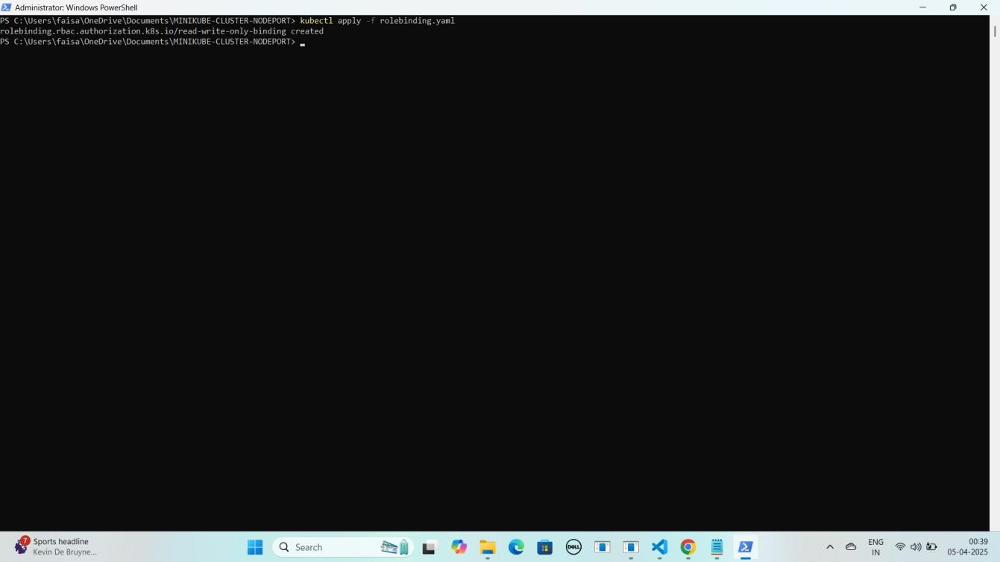 Administrator: Windows PowerShell
PS C:\Users\faisa\OneDrive\Documents\MINIKUBE-CLUSTER-NODEPORT> kubectl apply -f rolebinding.yaml
rolebinding.rbac.authorization.k8s.io/read-write-only-binding created
PS C:\Users\faisa\OneDrive\Documents\MINIKUBE-CLUSTER-NODEPORT>
7
Sports headline
Kevin De Bruyne...
Search
DELL
ENG
IN
00:39
05-04-2025